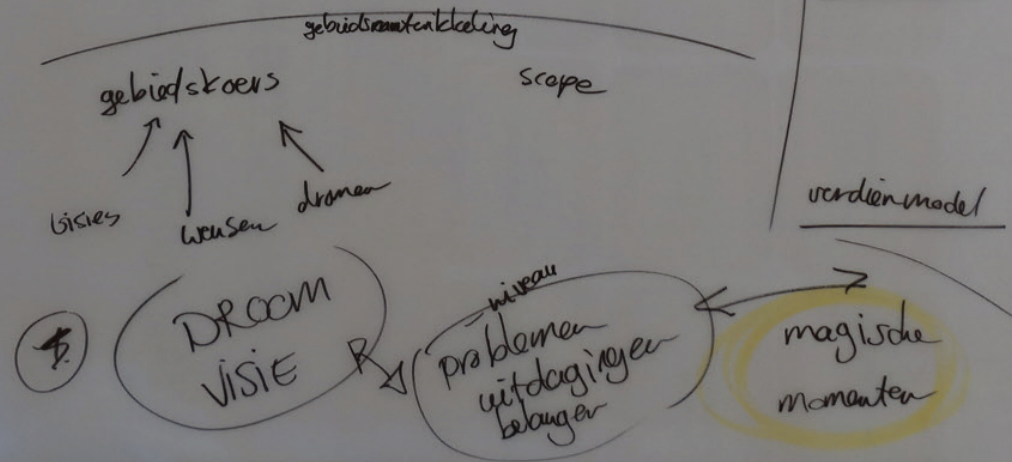 gebiedsontwikkeling
gebiedskoers
scope
visies
wensen
dromen
verdienmodel
DROOM
VISIE
niveau
problemen
uitdagingen
belangen
magische
momenten